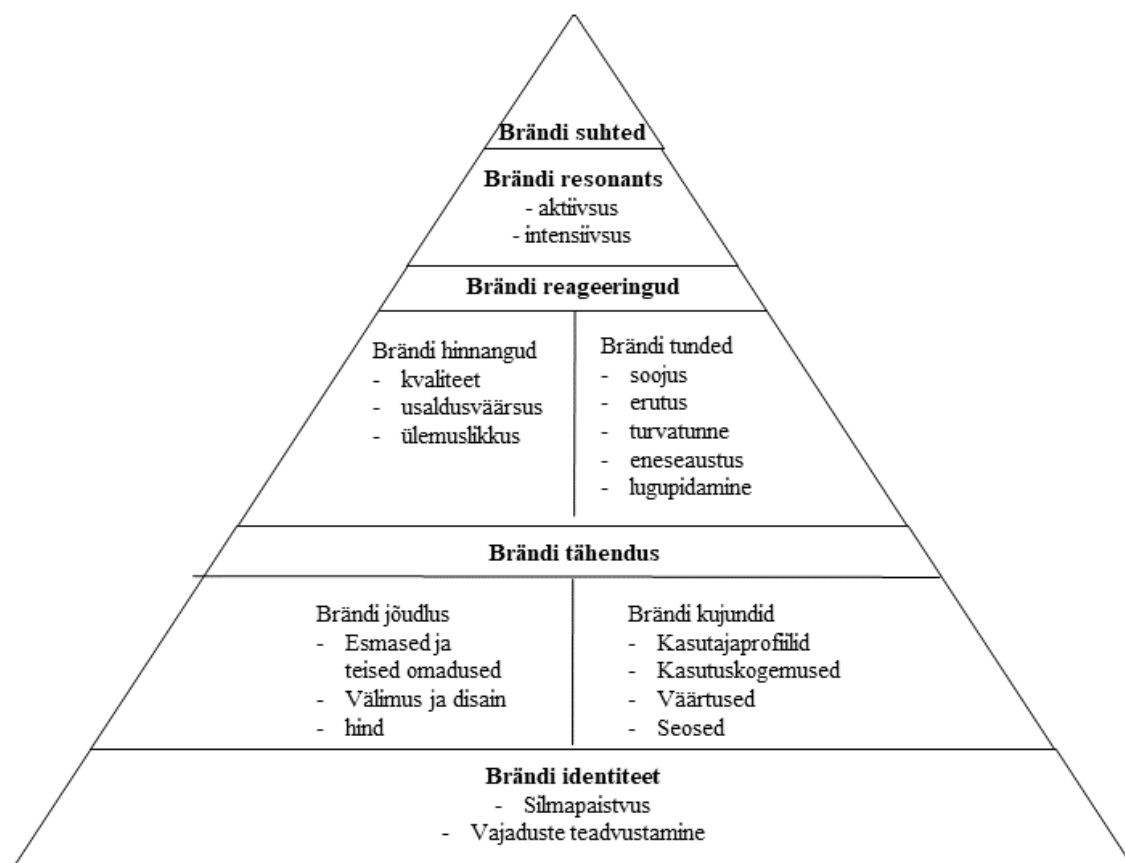 Brändi suhted
Brändi resonants
- aktiivsus
- intensiivsus
Brändi reageeringud
Brändi hinnangud
- kvaliteet
- usaldusväärsus
- ülemuslikkus
Brändi tunded
- soojus
- erutus
- turvatunne
- eneseaustus
- lugupidamine
Brändi tähendus
Brändi jõudlus
- Esmased ja
teised omadused
- Välimus ja disain
- hind
Brändi kujundid
- Kasutajaprofiilid
- Kasutuskogemused
- Väärtused
- Seosed
Brändi identiteet
- Silmapaistvus
- Vajaduste teadvustamine